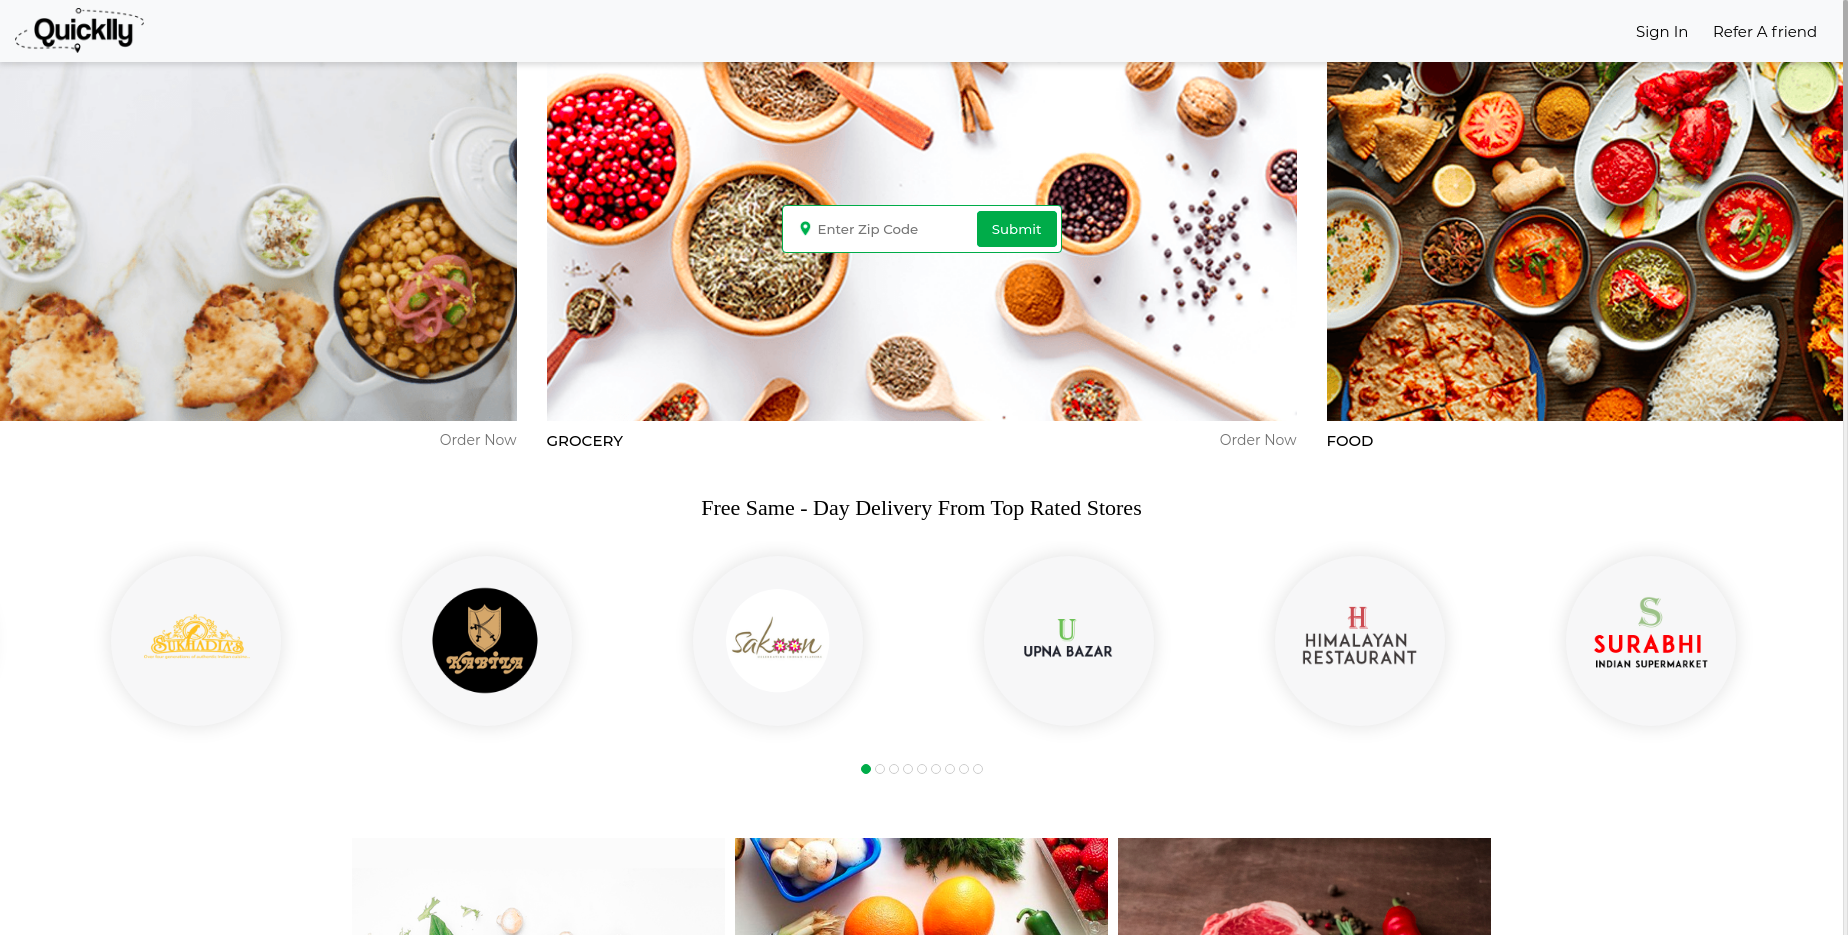 Quicklly
Sign In
Refer A friend
Enter Zip Code
Submit
Order Now
GROCERY
Order Now
FOOD
Free Same - Day Delivery From Top Rated Stores
SUKHADIA'S
KABILA
sakoon
U
UPNA BAZAR
H
HIMALAYAN
RESTAURANT
S
SURABHI
INDIAN SUPERMARKET